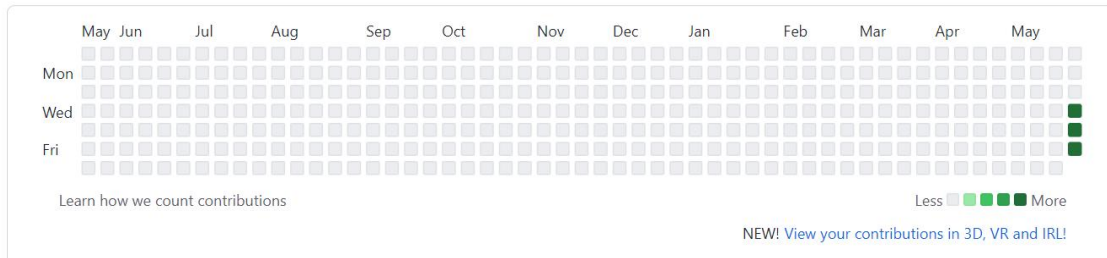 May Jun Jul Aug Sep Oct Nov Dec Jan Feb Mar Apr May
Mon
Wed
Fri
Learn how we count contributions
Less More
NEW! View your contributions in 3D, VR and IRL!